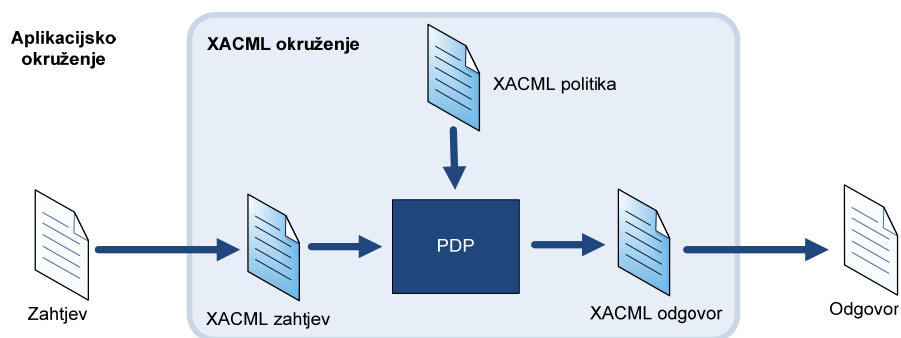 Aplikacijsko
okruženje
XACML okruženje
XACML politika
PDP
Zahtjev
XACML zahtjev
XACML odgovor
Odgovor